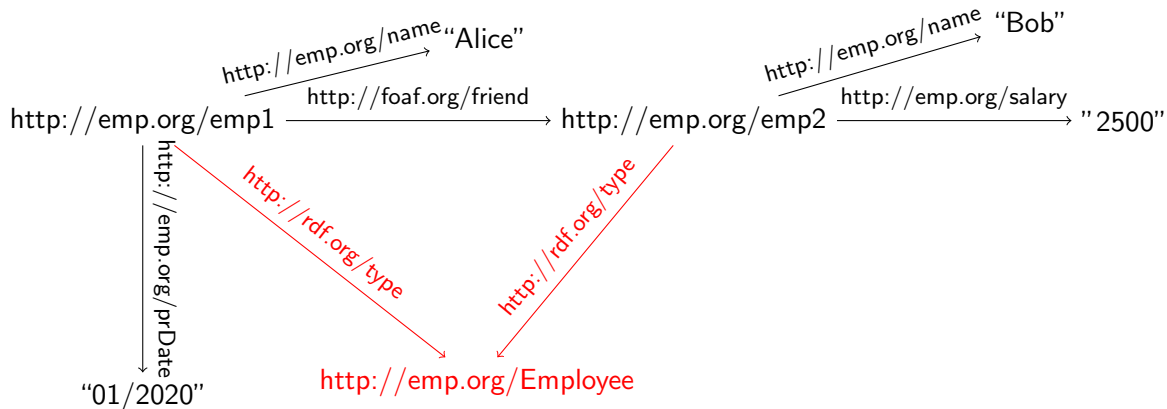 http://emp.org/name
“Alice”
http://emp.org/name
“Bob”
http://emp.org/emp1
http://foaf.org/friend
http://emp.org/emp2
http://emp.org/salary
”2500”
http://emp.org/prDate
http://rdf.org/type
http://rdf.org/type
“01/2020”
http://emp.org/Employee